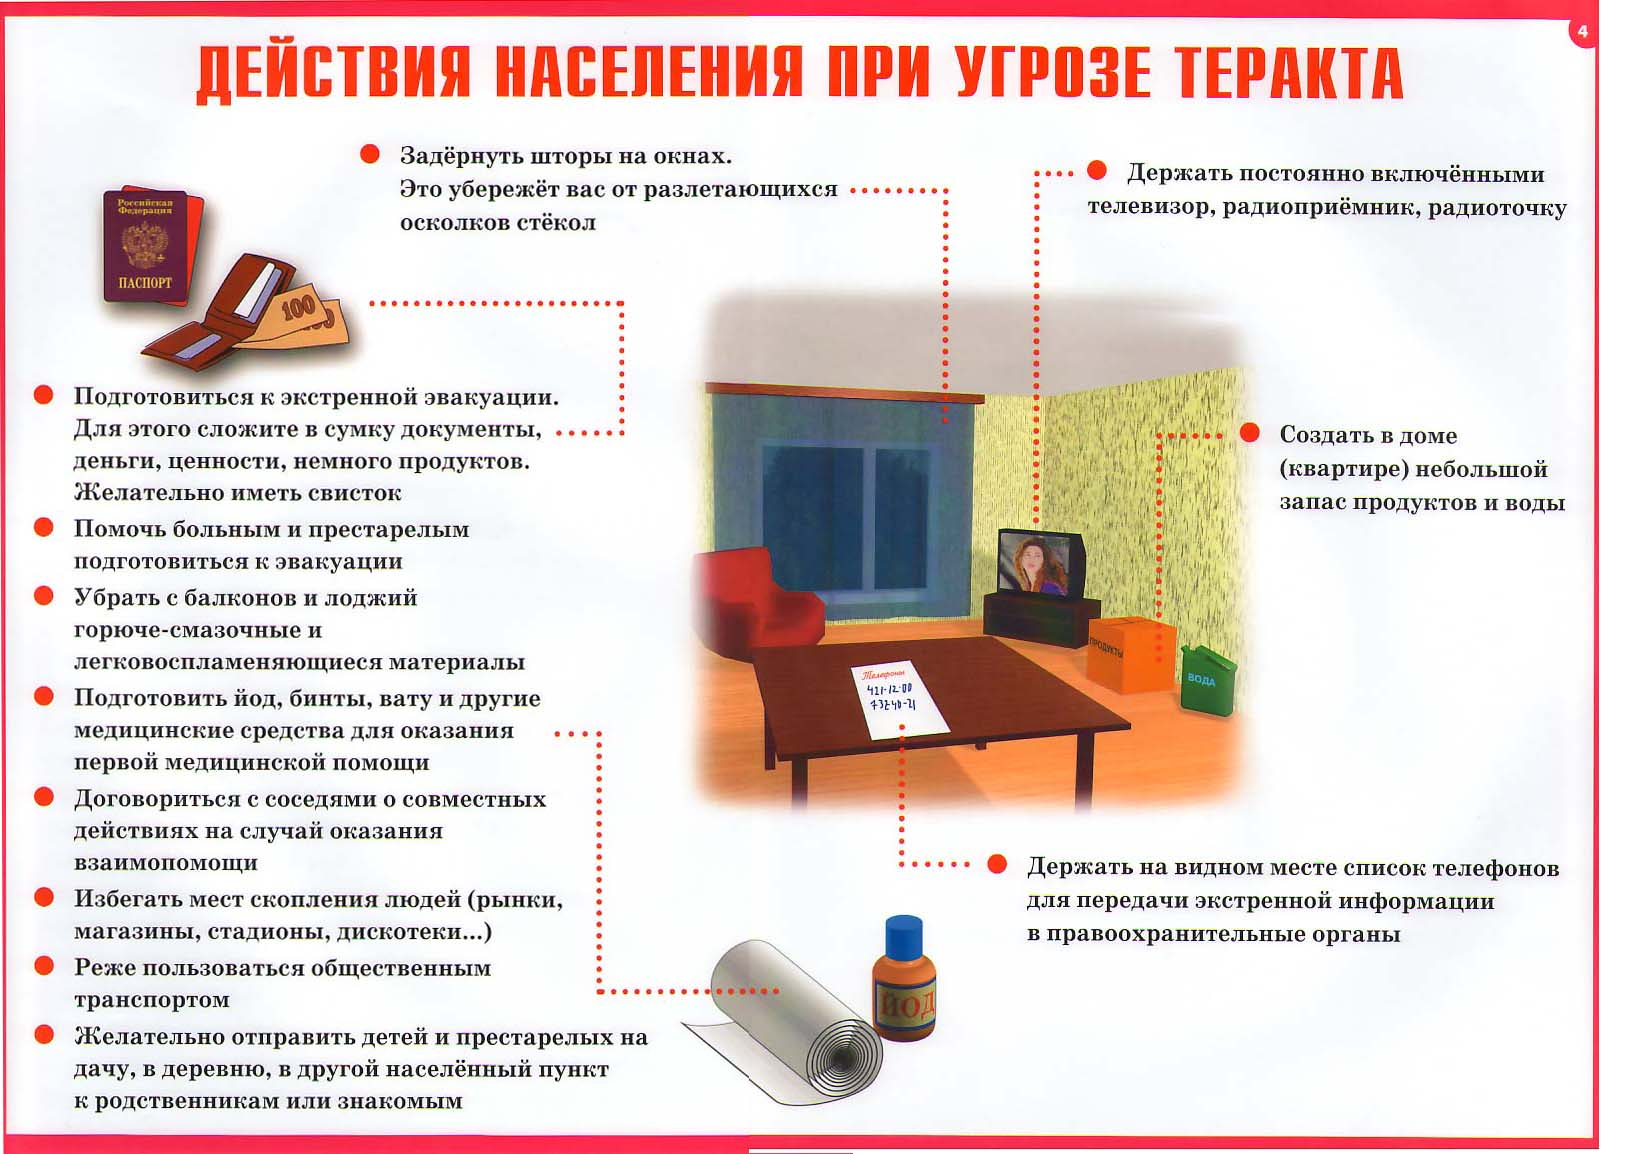 4
ДЕЙСТВИЯ НАСЕЛЕНИЯ ПРИ УГРОЗЕ ТЕРАКТА
Задёрнуть шторы на окнах.
Это убережёт вас от разлетающихся
осколков стёкол
Держать постоянно включёнными
телевизор, радиоприёмник, радиоточку
Российская
Федерация
ПАСПОРТ
100
Подготовиться к экстренной эвакуации.
Для этого сложите в сумку документы,
деньги, ценности, немного продуктов.
Желательно иметь свисток
Помочь больным и престарелым
подготовиться к эвакуации
Убрать с балконов и лоджий
горюче-смазочные и
легковоспламеняющиеся материалы
Подготовить йод, бинты, вату и другие
медицинские средства для оказания
первой медицинской помощи
Договориться с соседями о совместных
действиях на случай оказания
взаимопомощи
Избегать мест скопления людей (рынки,
магазины, стадионы, дискотеки...)
Реже пользоваться общественным
транспортом
Желательно отправить детей и престарелых на
дачу, в деревню, в другой населённый пункт
к родственникам или знакомым
Создать в доме
(квартире) небольшой
запас продуктов и воды
ПРОДУКТЫ
ВОДА
Телефоны
421-12-00
73240-21
Держать на видном месте список телефонов
для передачи экстренной информации
в правоохранительные органы
ЙОД